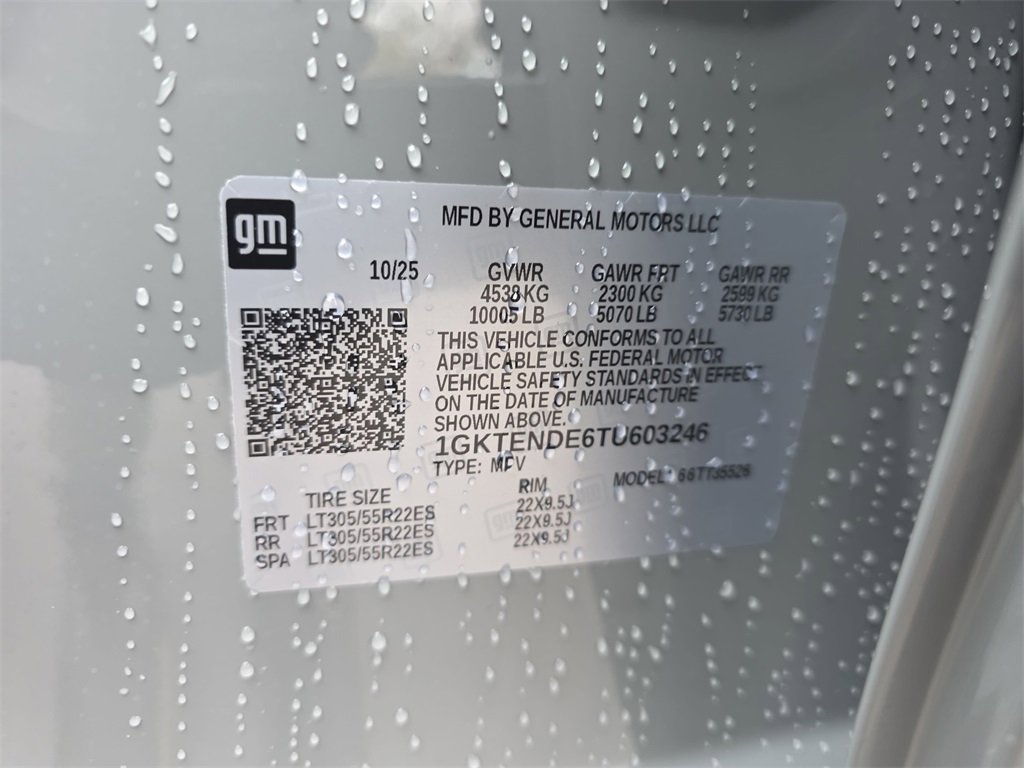 gm
MFD BY GENERAL MOTORS LLC
10/25 GVWR GAWR FRT GAWR RR
4538 KG 2300 KG 2599 KG
10005 LB 5070 LB 5730 LB
THIS VEHICLE CONFORMS TO ALL
APPLICABLE U.S. FEDERAL MOTOR
VEHICLE SAFETY STANDARDS IN EFFECT
ON THE DATE OF MANUFACTURE
SHOWN ABOVE.
1GKTENDE6TU603246
TYPE: MPV MODEL:
TIRE SIZE RIM
FRT LT305/55R22ES 22X9.5J
RR LT305/55R22ES 22X9.5J
SPA LT305/55R22ES 22X9.5J